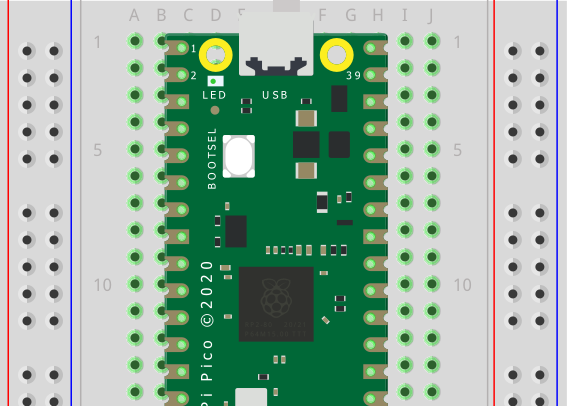 A B C D F G H I J
1 1
1
2 39
LED USB
BOOTSEL
5 5
10 10
Pi Pico ©2020